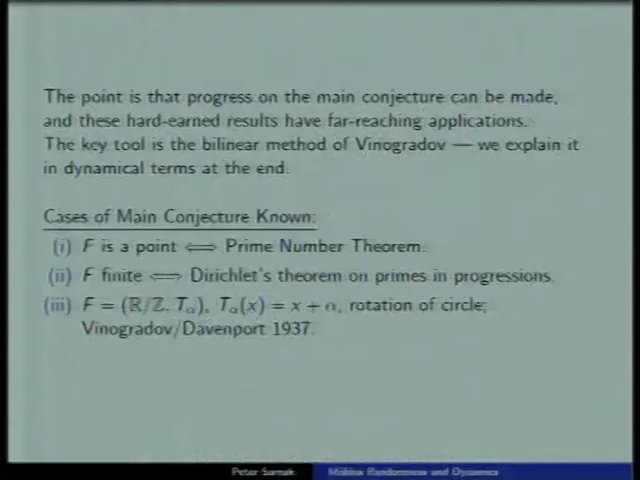 The point is that progress on the main conjecture can be made,
and these hard-earned results have far-reaching applications.
The key tool is the bilinear method of Vinogradov — we explain it
in dynamical terms at the end.
Cases of Main Conjecture Known:
(i) F is a point ⟺ Prime Number Theorem.
(ii) F finite ⟺ Dirichlet's theorem on primes in progressions.
(iii) F = (ℝ/ℤ, Tα), Tα(x) = x + α, rotation of circle;
Vinogradov/Davenport 1937.
Peter Sarnak Möbius Randomness and Dynamics